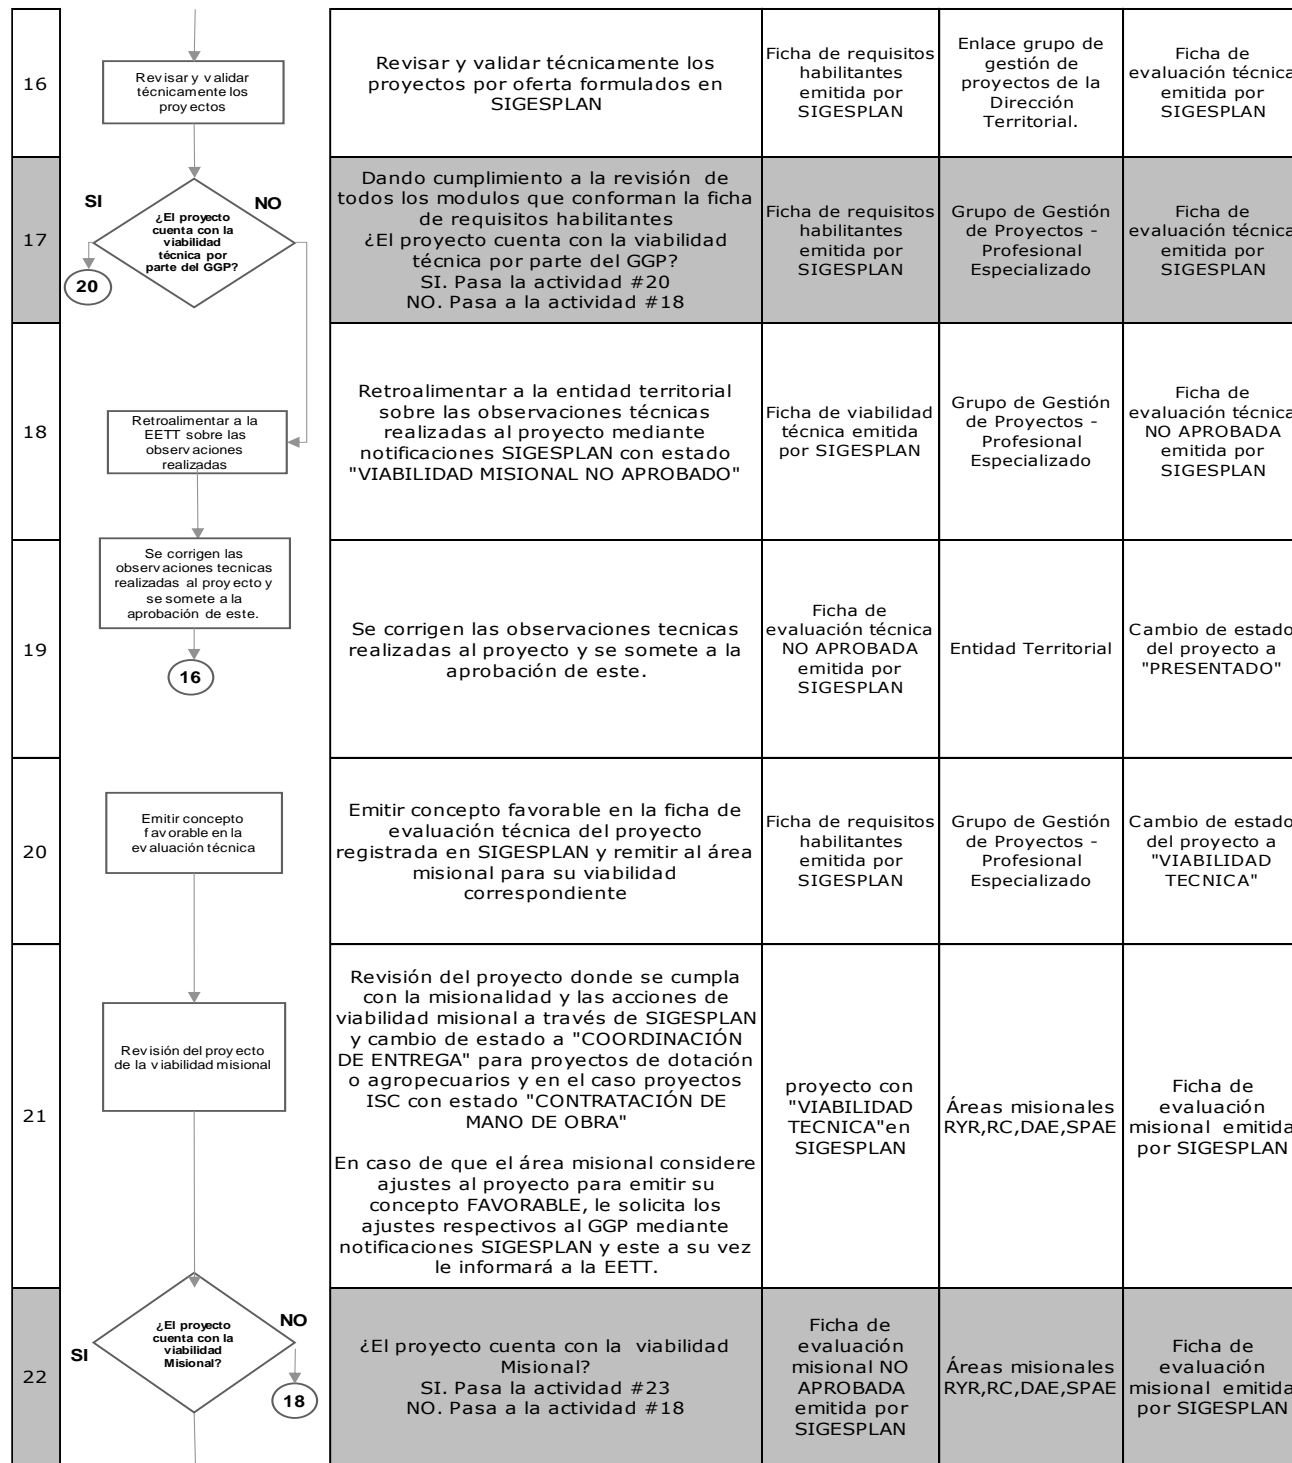 16
Revisar y validar
técnicamente los
proyectos
Revisar y validar técnicamente los
proyectos por oferta formulados en
SIGESPLAN
Ficha de requisitos
habilitantes
emitida por
SIGESPLAN
Enlace grupo de
gestión de
proyectos de la
Dirección
Territorial.
Ficha de
evaluación técnica
emitida por
SIGESPLAN
17
SI
NO
¿El proyecto
cuenta con la
viabilidad
técnica por
parte del GGP?
20
Dando cumplimiento a la revisión de
todos los modulos que conforman la ficha
de requisitos habilitantes
¿El proyecto cuenta con la viabilidad
técnica por parte del GGP?
SI. Pasa la actividad #20
NO. Pasa a la actividad #18
Ficha de requisitos
habilitantes
emitida por
SIGESPLAN
Grupo de Gestión
de Proyectos -
Profesional
Especializado
Ficha de
evaluación técnica
emitida por
SIGESPLAN
18
Retroalimentar a la
EETT sobre las
observaciones
realizadas
Retroalimentar a la entidad territorial
sobre las observaciones técnicas
realizadas al proyecto mediante
notificaciones SIGESPLAN con estado
"VIABILIDAD MISIONAL NO APROBADO"
Ficha de viabilidad
técnica emitida
por SIGESPLAN
Grupo de Gestión
de Proyectos -
Profesional
Especializado
Ficha de
evaluación técnica
NO APROBADA
emitida por
SIGESPLAN
19
Se corrigen las
observaciones tecnicas
realizadas al proyecto y
se somete a la
aprobación de este.
16
Se corrigen las observaciones tecnicas
realizadas al proyecto y se somete a la
aprobación de este.
Ficha de
evaluación técnica
NO APROBADA
emitida por
SIGESPLAN
Entidad Territorial
Cambio de estado
del proyecto a
"PRESENTADO"
20
Emitir concepto
favorable en la
evaluación técnica
Emitir concepto favorable en la ficha de
evaluación técnica del proyecto
registrada en SIGESPLAN y remitir al área
misional para su viabilidad
correspondiente
Ficha de requisitos
habilitantes
emitida por
SIGESPLAN
Grupo de Gestión
de Proyectos -
Profesional
Especializado
Cambio de estado
del proyecto a
"VIABILIDAD
TECNICA"
21
Revisión del proyecto
de la viabilidad misional
Revisión del proyecto donde se cumpla
con la misionalidad y las acciones de
viabilidad misional a través de SIGESPLAN
y cambio de estado a "COORDINACIÓN
DE ENTREGA" para proyectos de dotación
o agropecuarios y en el caso proyectos
ISC con estado "CONTRATACIÓN DE
MANO DE OBRA"
En caso de que el área misional considere
ajustes al proyecto para emitir su
concepto FAVORABLE, le solicita los
ajustes respectivos al GGP mediante
notificaciones SIGESPLAN y este a su vez
le informará a la EETT.
proyecto con
"VIABILIDAD
TECNICA"en
SIGESPLAN
Áreas misionales
RYR,RC,DAE,SPAE
Ficha de
evaluación
misional emitida
por SIGESPLAN
22
¿El proyecto
cuenta con la
viabilidad
Misional?
SI
NO
18
¿El proyecto cuenta con la viabilidad
Misional?
SI. Pasa la actividad #23
NO. Pasa a la actividad #18
Ficha de
evaluación
misional NO
APROBADA
emitida por
SIGESPLAN
Áreas misionales
RYR,RC,DAE,SPAE
Ficha de
evaluación
misional emitida
por SIGESPLAN